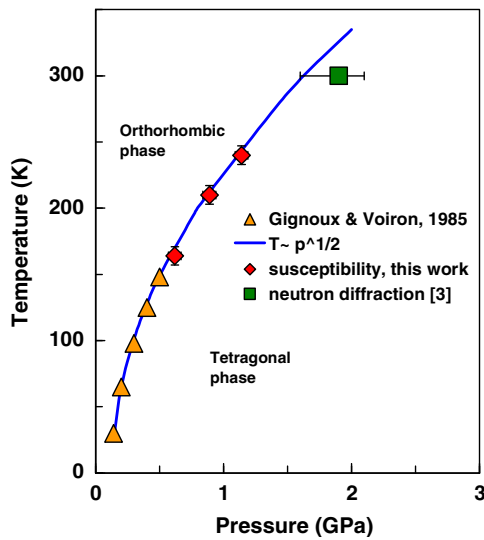 300
Orthorhombic
phase
200
Gignoux & Voiron, 1985
T~ p^1/2
susceptibility, this work
neutron diffraction [3]
100
Tetragonal
phase
0
Temperature (K)
0 1 2 3
Pressure (GPa)